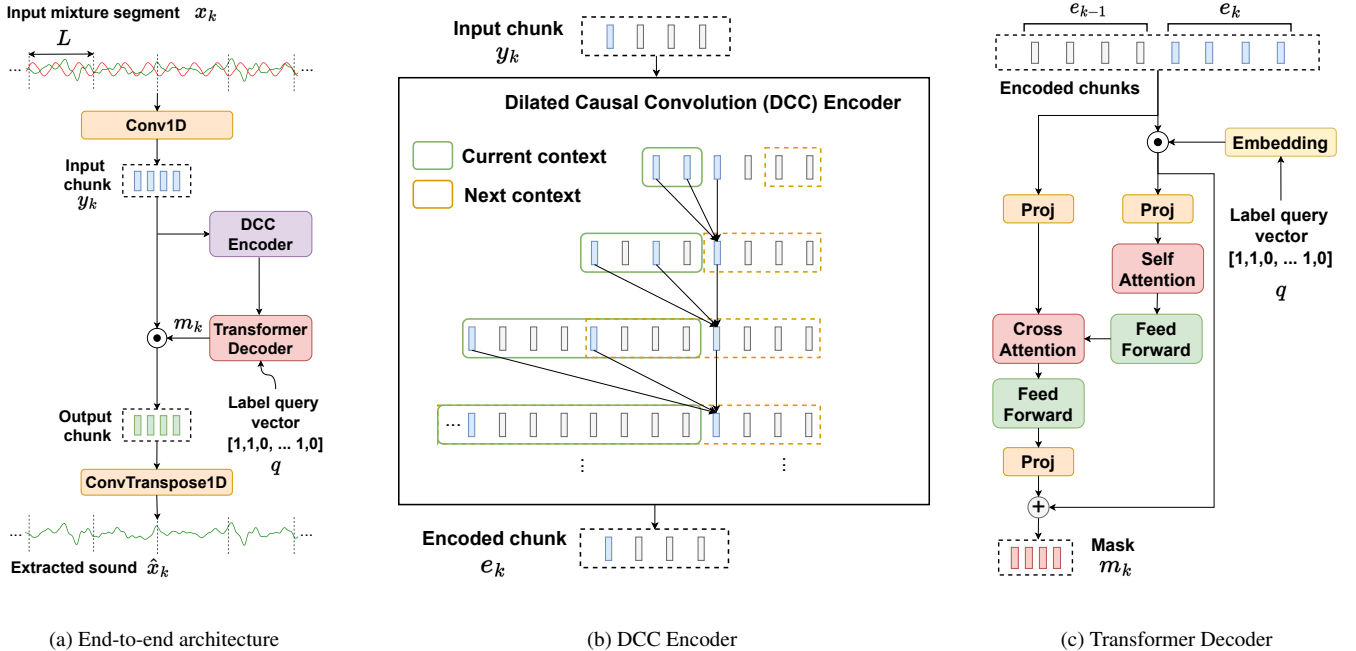 Input mixture segment x_k
L
... ...
Conv1D
Input
chunk
y_k
DCC
Encoder
m_k
Transformer
Decoder
Label query
vector
[1,1,0, ... 1,0]
q
Output
chunk
ConvTranspose1D
... ...
Extracted sound x̂_k
(a) End-to-end architecture
Input chunk
y_k
Dilated Causal Convolution (DCC) Encoder
Current context
Next context
...
⋮ ⋮
Encoded chunk
e_k
(b) DCC Encoder
e_{k-1} e_k
Encoded chunks
Embedding
Proj Proj
Label query
vector
[1,1,0, ... 1,0]
q
Self
Attention
Cross
Attention
Feed
Forward
Feed
Forward
Proj
+
Mask
m_k
(c) Transformer Decoder